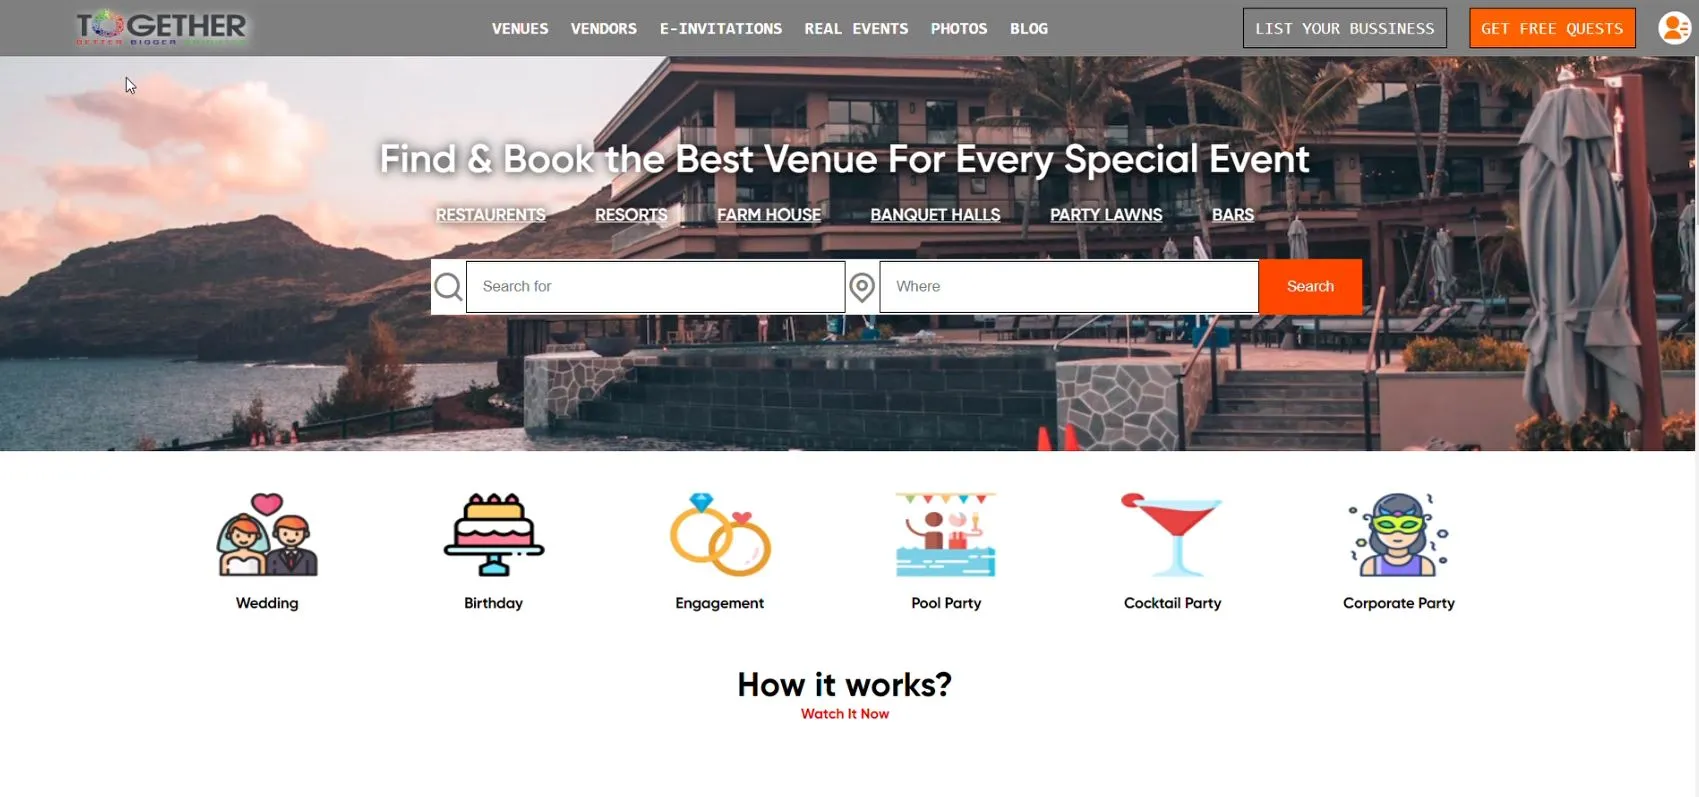 TOGETHER
BETTER BIGGER
VENUES VENDORS E-INVITATIONS REAL EVENTS PHOTOS BLOG
LIST YOUR BUSSINESS
GET FREE QUESTS
Find & Book the Best Venue For Every Special Event
RESTAURENTS RESORTS FARM HOUSE BANQUET HALLS PARTY LAWNS BARS
Search for
Where
Search
Wedding Birthday Engagement Pool Party Cocktail Party Corporate Party
How it works?
Watch It Now